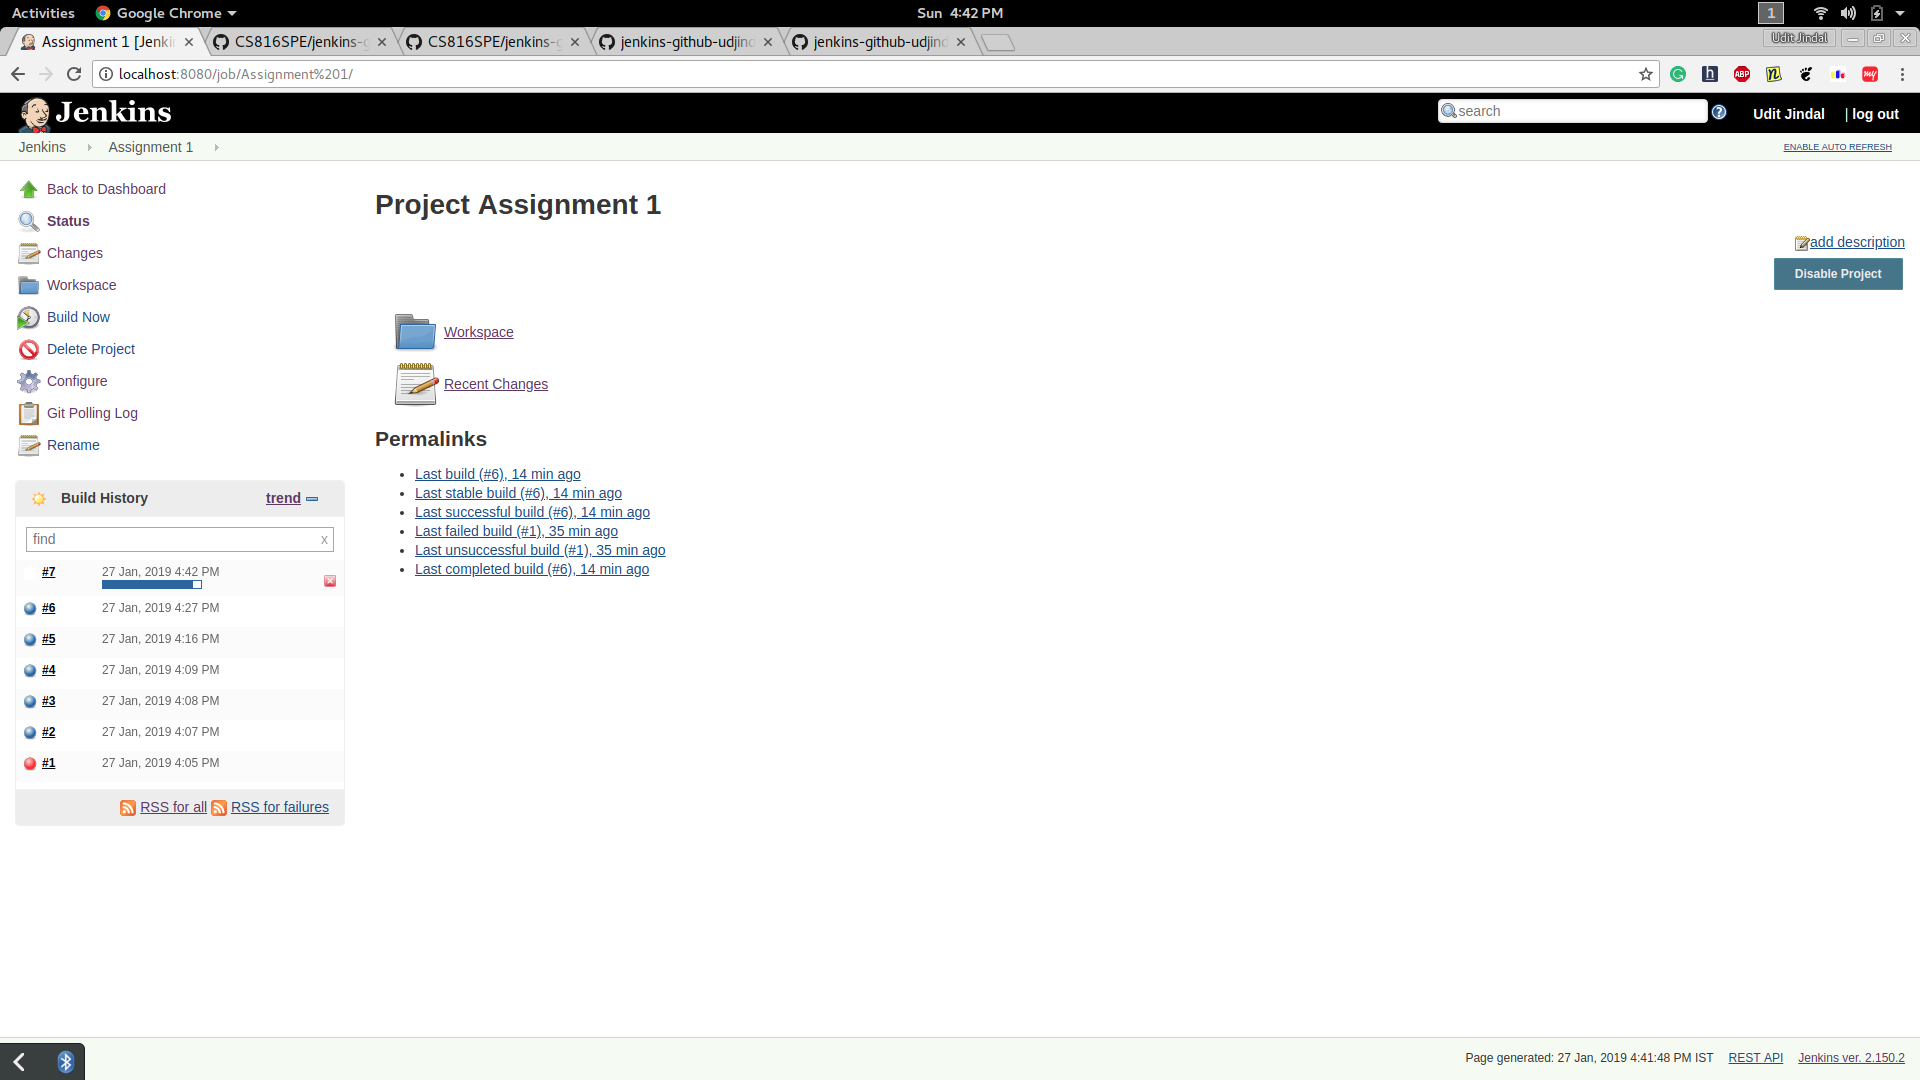 Activities Google Chrome Sun 4:42 PM 1
Assignment 1 [Jenki CS816SPE/jenkins-g CS816SPE/jenkins-g jenkins-github-udjind jenkins-github-udjind Udit Jindal
localhost:8080/job/Assignment%201/
Jenkins search Udit Jindal | log out
Jenkins Assignment 1 ENABLE AUTO REFRESH
Back to Dashboard
Status
Changes
Workspace
Build Now
Delete Project
Configure
Git Polling Log
Rename
Build History trend
find x
#7 27 Jan, 2019 4:42 PM
#6 27 Jan, 2019 4:27 PM
#5 27 Jan, 2019 4:16 PM
#4 27 Jan, 2019 4:09 PM
#3 27 Jan, 2019 4:08 PM
#2 27 Jan, 2019 4:07 PM
#1 27 Jan, 2019 4:05 PM
RSS for all RSS for failures
Project Assignment 1
add description
Disable Project
Workspace
Recent Changes
Permalinks
Last build (#6), 14 min ago
Last stable build (#6), 14 min ago
Last successful build (#6), 14 min ago
Last failed build (#1), 35 min ago
Last unsuccessful build (#1), 35 min ago
Last completed build (#6), 14 min ago
Page generated: 27 Jan, 2019 4:41:48 PM IST REST API Jenkins ver. 2.150.2